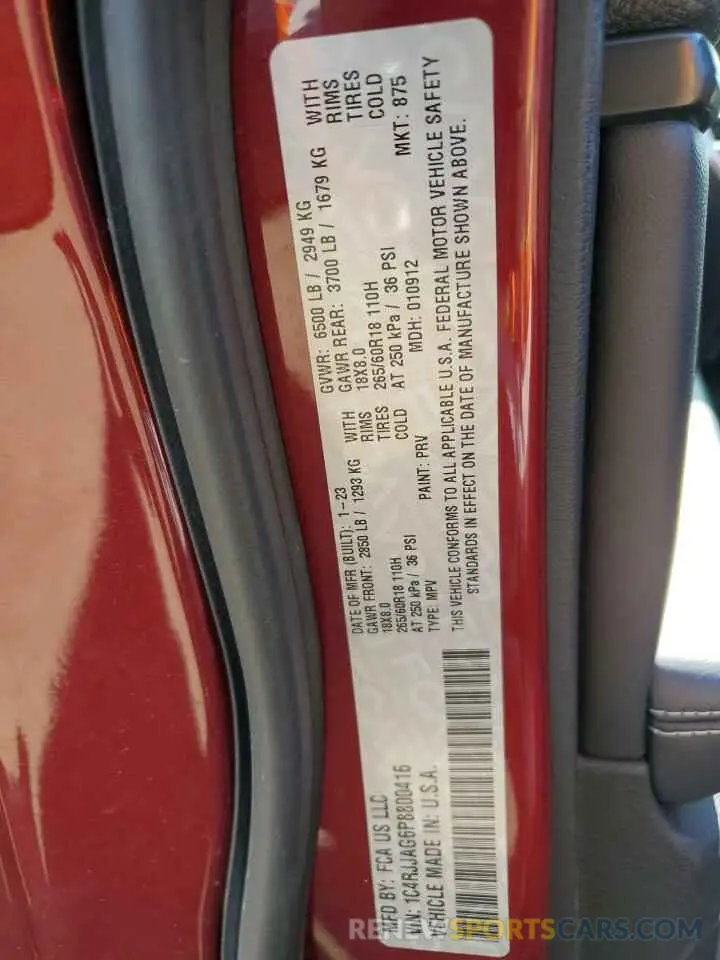 MFD BY: FCA US LLC
DATE OF MFR (BUILT): 1-23
GVWR: 6500 LB / 2949 KG
GAWR FRONT: 2850 LB / 1293 KG WITH
18X8.0 RIMS
265/60R18 110H TIRES
AT 250 kPa / 36 PSI COLD
GAWR REAR: 3700 LB / 1679 KG WITH
18X8.0 RIMS
265/60R18 110H TIRES
AT 250 kPa / 36 PSI COLD
VIN: 1C4RJJAG6P8800416
TYPE: MPV PAINT: PRV MDH: 010912 MKT: 875
VEHICLE MADE IN: U.S.A.
THIS VEHICLE CONFORMS TO ALL APPLICABLE U.S.A. FEDERAL MOTOR VEHICLE SAFETY
STANDARDS IN EFFECT ON THE DATE OF MANUFACTURE SHOWN ABOVE.
RENEWSPORTSCARS.COM